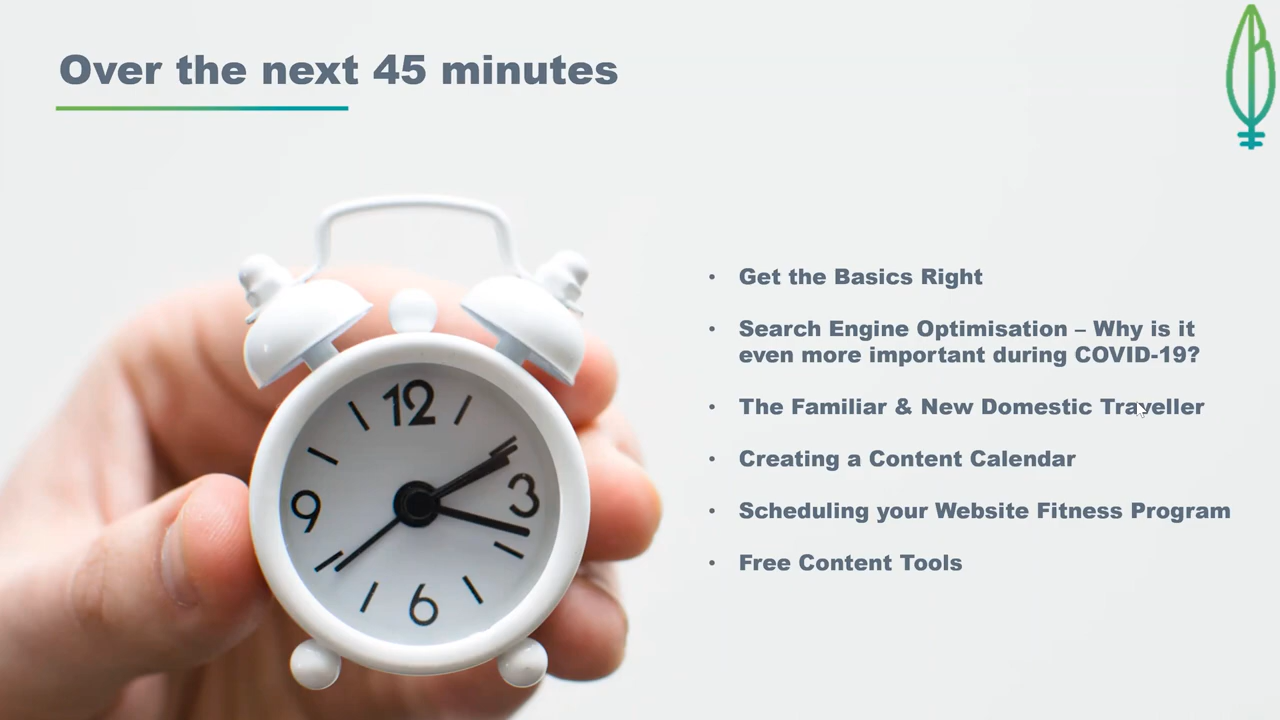 Over the next 45 minutes
12
3
9
6
• Get the Basics Right
• Search Engine Optimisation – Why is it
even more important during COVID-19?
• The Familiar & New Domestic Traveller
• Creating a Content Calendar
• Scheduling your Website Fitness Program
• Free Content Tools